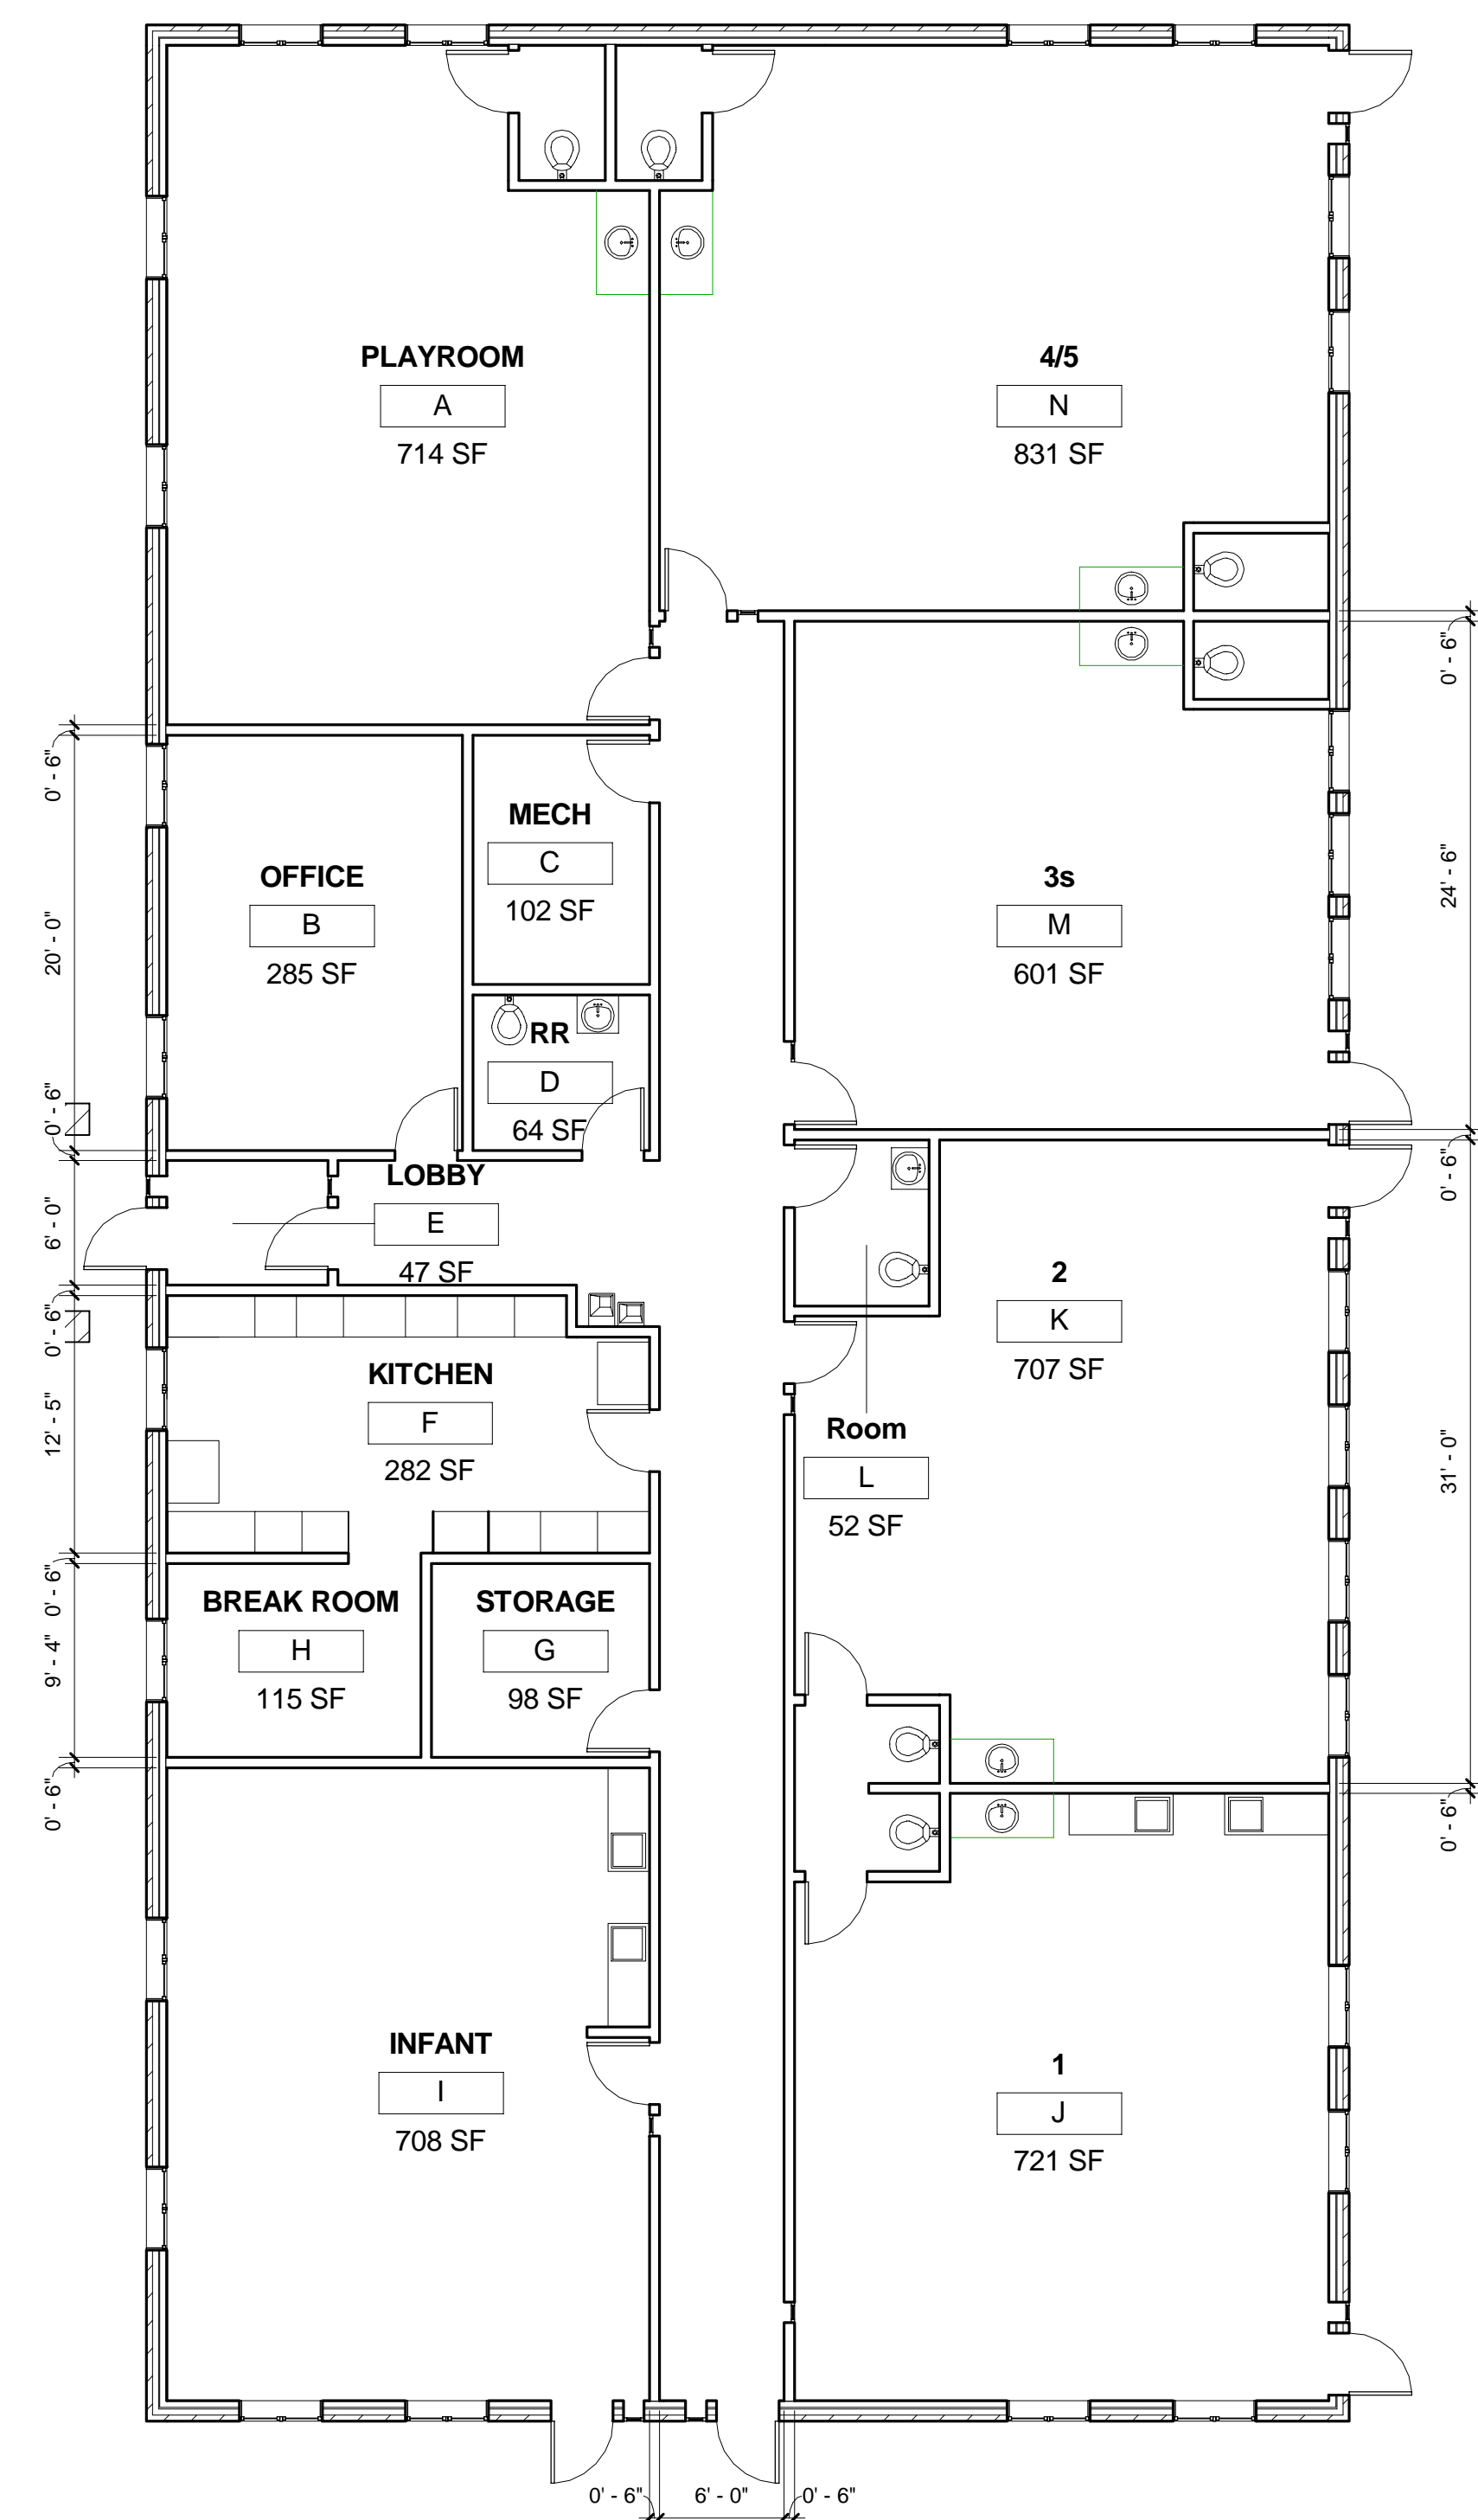 PLAYROOM
A
714 SF
4/5
N
831 SF
0' - 6"
0' - 6"
MECH
C
102 SF
OFFICE
B
285 SF
3s
M
601 SF
20' - 0"
24' - 6"
RR
D
64 SF
0' - 6"
0' - 6"
LOBBY
E
47 SF
6' - 0"
2
K
707 SF
0' - 6"
KITCHEN
F
282 SF
12' - 5"
Room
L
52 SF
31' - 0"
0' - 6"
BREAK ROOM
H
115 SF
STORAGE
G
98 SF
9' - 4"
0' - 6"
0' - 6"
INFANT
I
708 SF
1
J
721 SF
0' - 6"
6' - 0"
0' - 6"